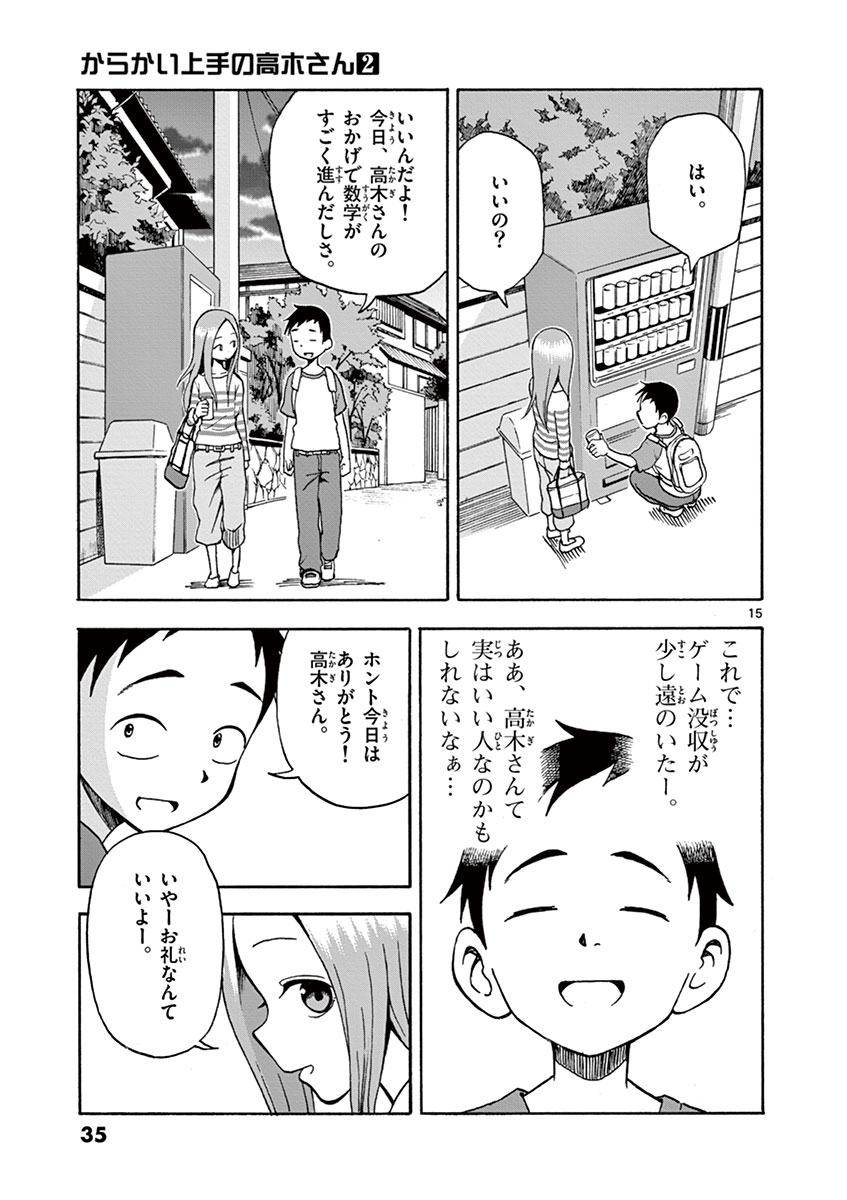 からかい上手の高木さん2
はい。
いいの?
いいんだよ!
今日、高木さんの
おかげで数学が
すごく進んだしさ。
15
これで…
ゲーム没収が
少し遠のいたー。
ああ、高木さんて
実はいい人なのかも
しれないなぁ…
ホント今日は
ありがとう!
高木さん。
いやーお礼なんて
いいよー。
35